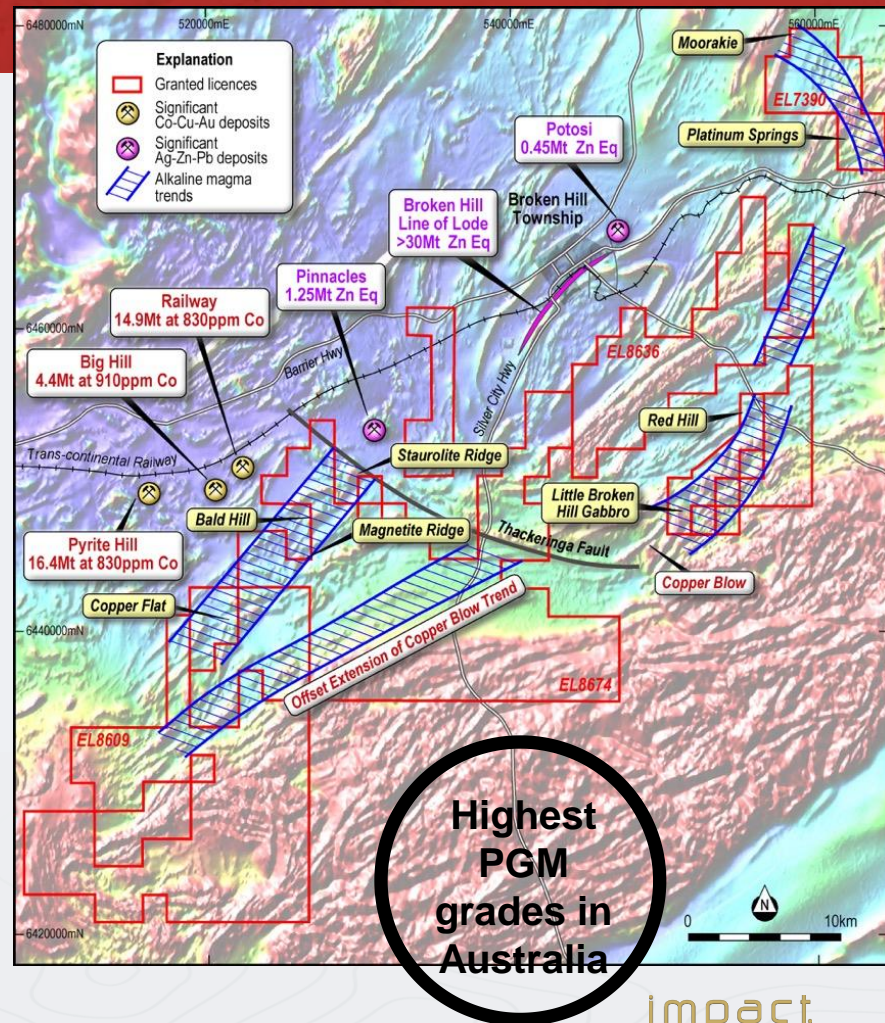 6480000mN
520000mE
540000mE
560000mE
Explanation
Granted licences
Significant
Co-Cu-Au deposits
Significant
Ag-Zn-Pb deposits
Alkaline magma
trends
Moorakie
EL7390
Platinum Springs
Potosi
0.45Mt Zn Eq
Broken Hill
Line of Lode
>30Mt Zn Eq
Broken Hill
Township
Pinnacles
1.25Mt Zn Eq
Railway
14.9Mt at 830ppm Co
6460000mN
Big Hill
4.4Mt at 910ppm Co
Barrier Hwy
EL8636
Silver City Hwy
Red Hill
Trans-continental Railway
Staurolite Ridge
Little Broken
Hill Gabbro
Bald Hill
Magnetite Ridge
Thackeringa Fault
Pyrite Hill
16.4Mt at 830ppm Co
Copper Blow
Copper Flat
6440000mN
Offset Extension of Copper Blow Trend
EL8674
EL8609
Highest
PGM
grades in
Australia
N
0
10km
6420000mN
impact